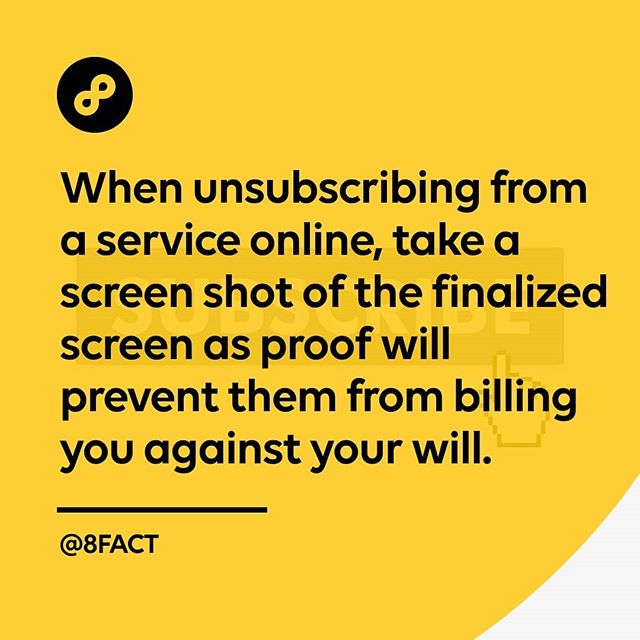 When unsubscribing from
a service online, take a
screen shot of the finalized
SUBSCRIBE
screen as proof will
prevent them from billing
you against your will.
@8FACT